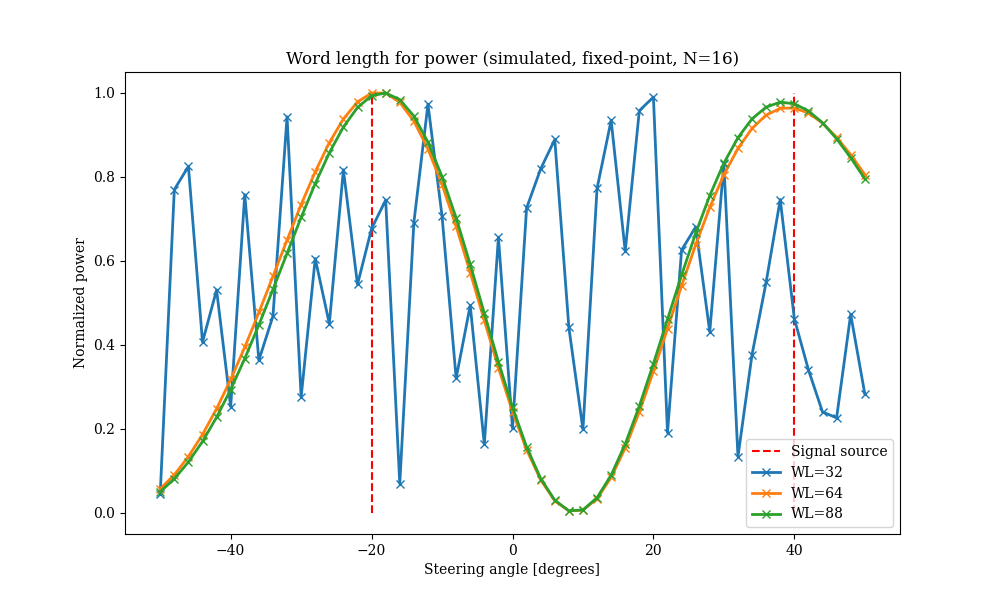 Word length for power (simulated, fixed-point, N=16)
Normalized power
1.0
0.8
0.6
0.4
0.2
0.0
−40
−20
0
20
40
Steering angle [degrees]
Signal source
WL=32
WL=64
WL=88